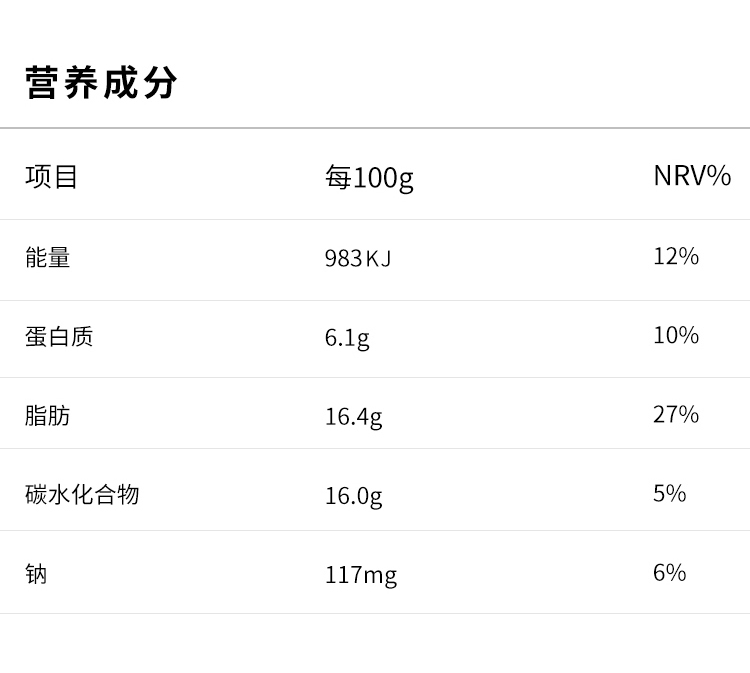 营养成分
项目 每100g NRV%
能量 983KJ 12%
蛋白质 6.1g 10%
脂肪 16.4g 27%
碳水化合物 16.0g 5%
钠 117mg 6%